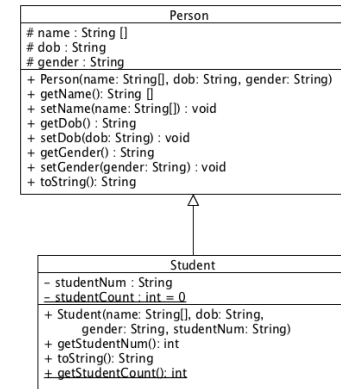 Person
# name : String []
# dob : String
# gender : String
+ Person(name: String[], dob: String, gender: String)
+ getName(): String []
+ setName(name: String[]) : void
+ getDob() : String
+ setDob(dob: String) : void
+ getGender() : String
+ setGender(gender: String) : void
+ toString(): String
Student
- studentNum : String
- studentCount : int = 0
+ Student(name: String[], dob: String,
gender: String, studentNum: String)
+ getStudentNum(): int
+ toString(): String
+ getStudentCount(): int